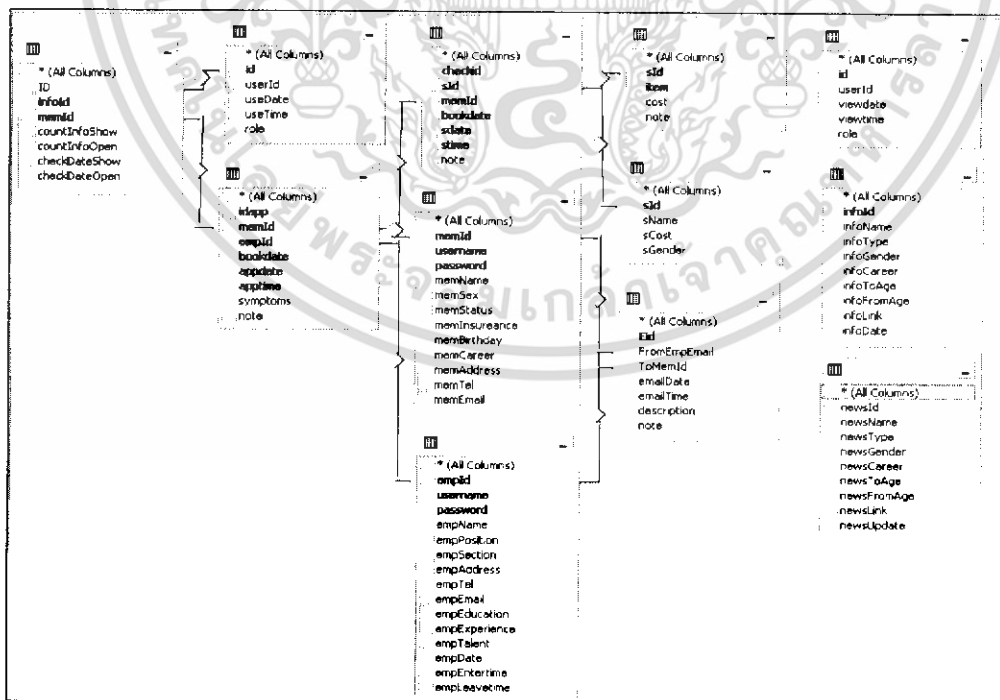 * (All Columns)
ID
infoId
memId
countInfoShow
countInfoOpen
checkDateShow
checkDateOpen
* (All Columns)
id
userId
useDate
useTime
role
* (All Columns)
idapp
memId
empId
bookdate
appdate
apptime
symptoms
note
* (All Columns)
checkid
sId
memId
bookdate
sdate
stime
note
* (All Columns)
memId
username
password
memName
memSex
memStatus
memInsureance
memBirthday
memCareer
memAddress
memTel
memEmail
* (All Columns)
empId
username
password
empName
empPosition
empSection
empAddress
empTel
empEmail
empEducation
empExperience
empTalent
empDate
empEntertime
empLeavetime
* (All Columns)
sId
item
cost
note
* (All Columns)
sId
sName
sCost
sGender
* (All Columns)
Eid
FromEmpEmail
ToMemId
emailDate
emailTime
description
note
* (All Columns)
id
userId
viewdate
viewtime
role
* (All Columns)
infoId
infoName
infoType
infoGender
infoCareer
infoToAge
infoFromAge
infoLink
infoDate
* (All Columns)
newsId
newsName
newsType
newsGender
newsCareer
newsToAge
newsFromAge
newsLink
newsUpdate